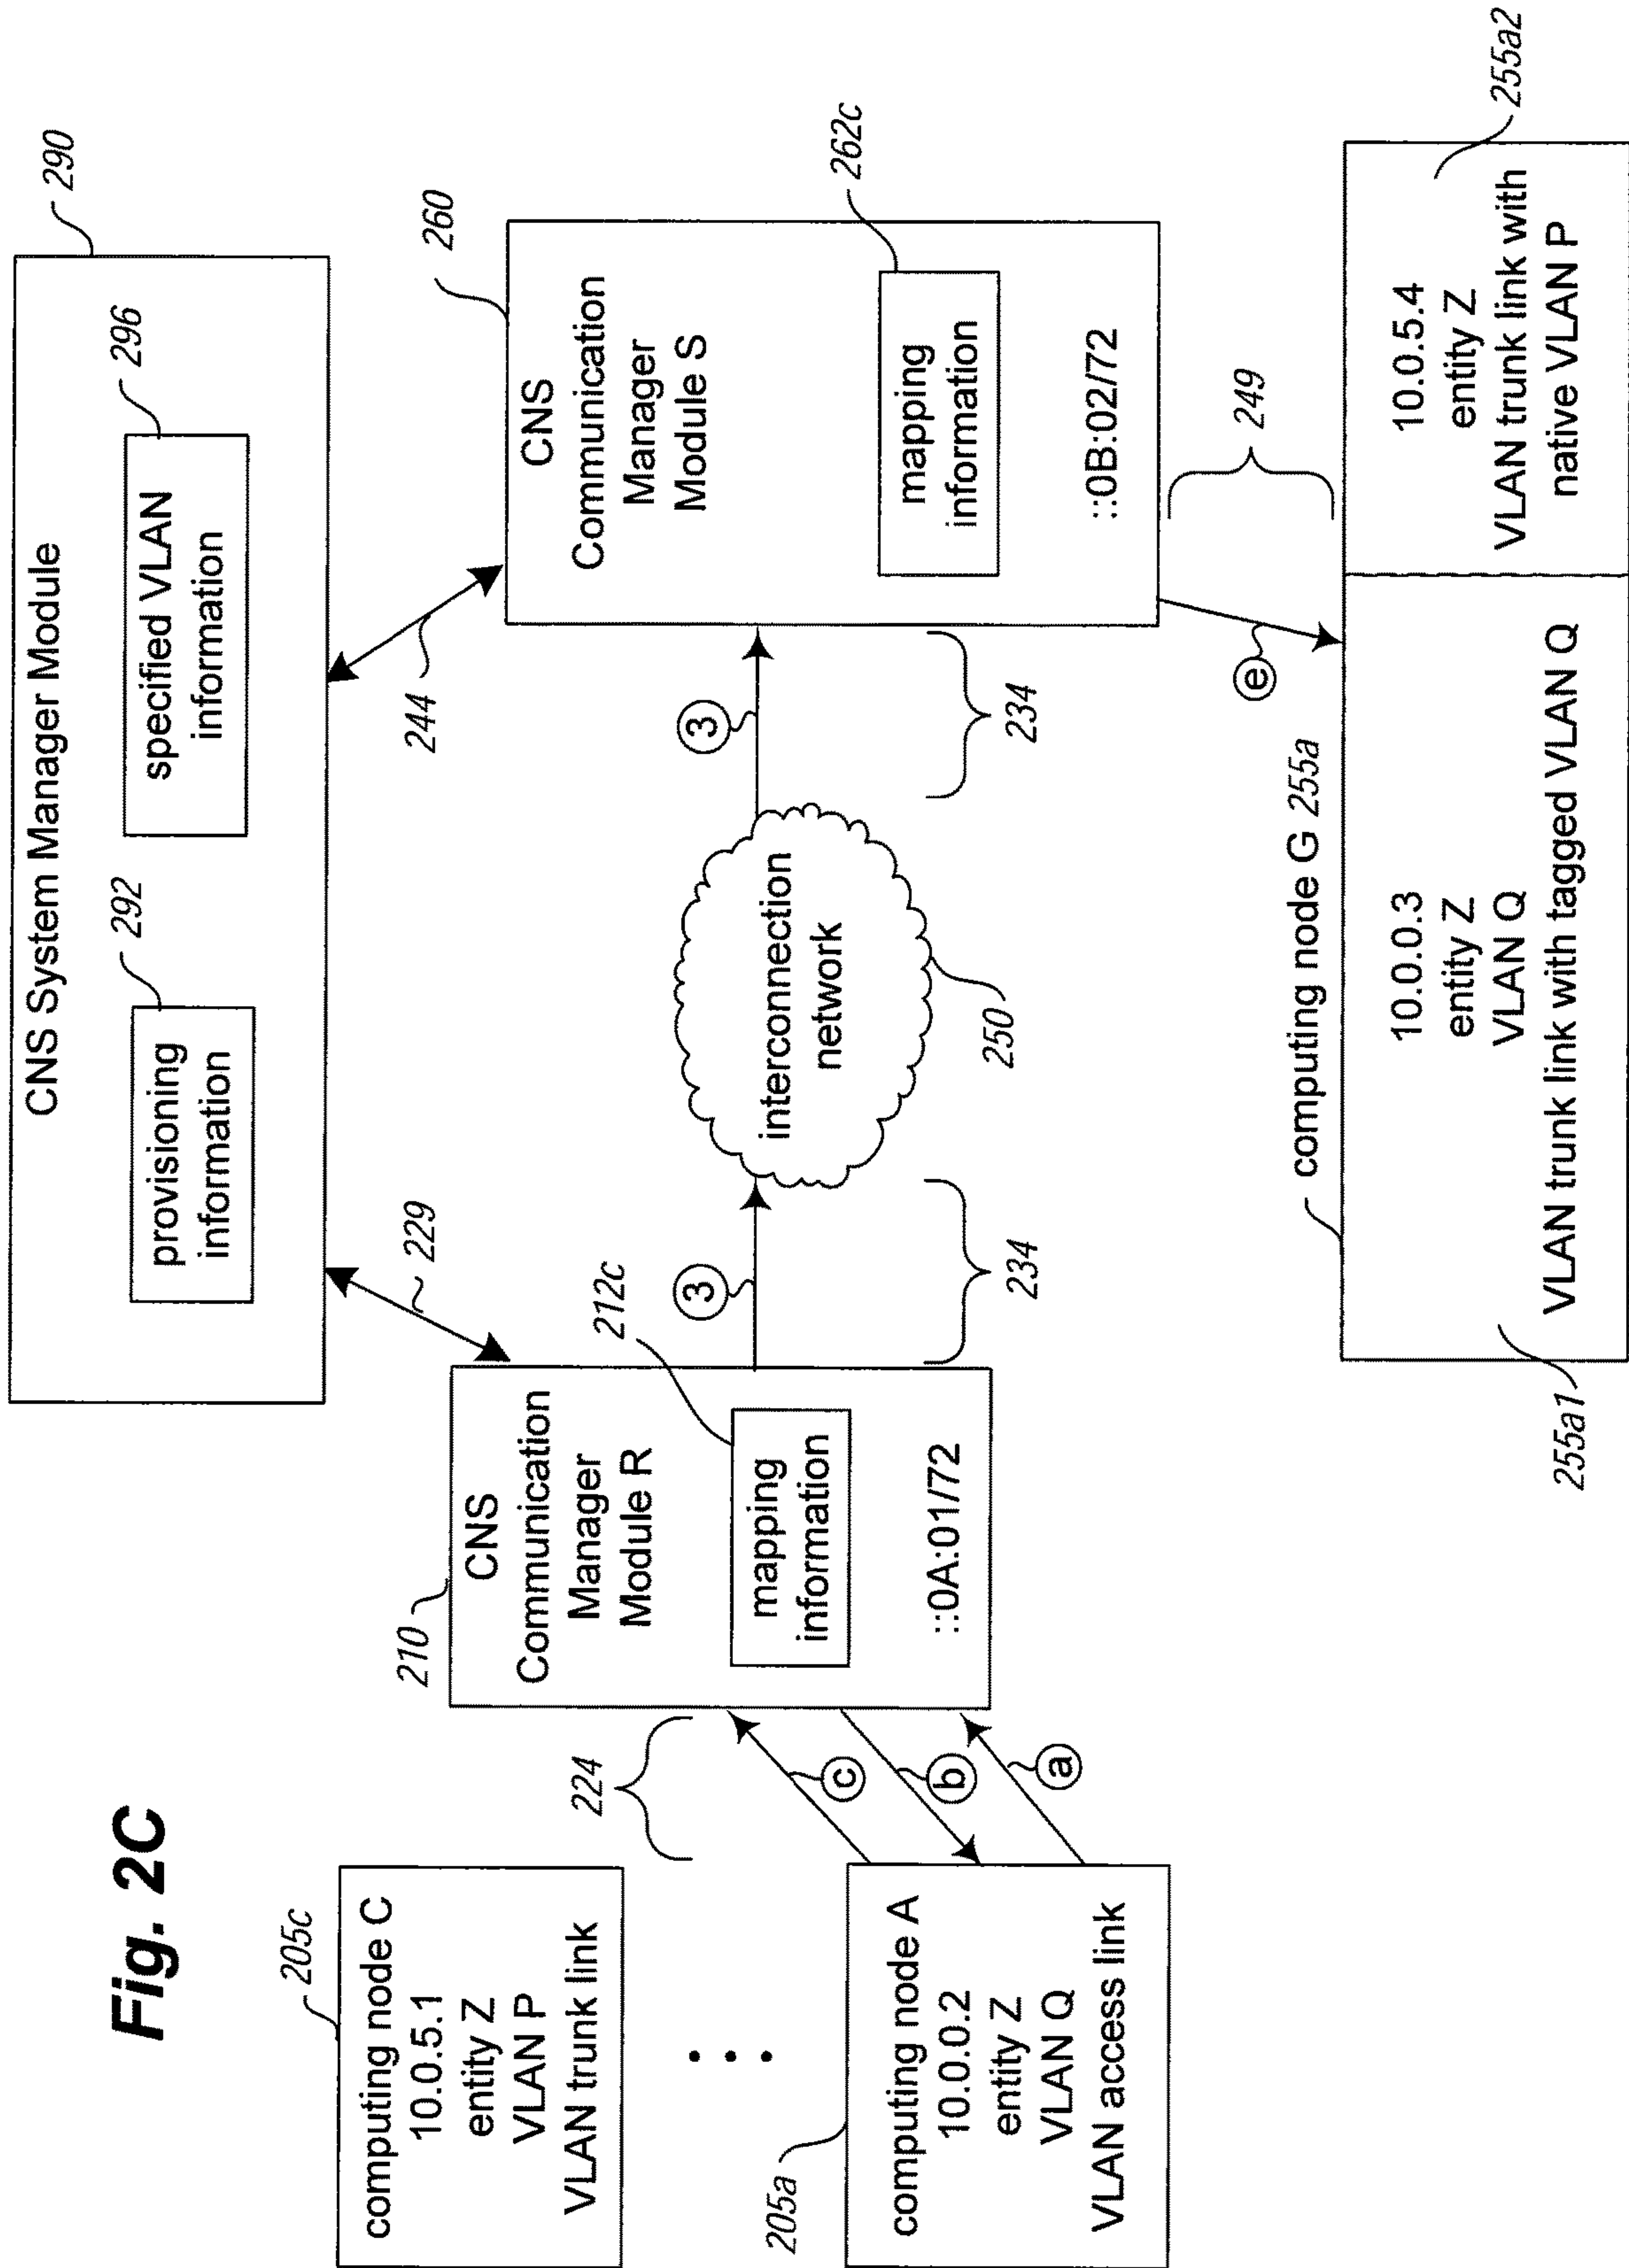 Fig. 2C
CNS System Manager Module
290
provisioning
information
292
specified VLAN
information
296
229
244
205c
computing node C
10.0.5.1
entity Z
VLAN P
VLAN trunk link
205a
computing node A
10.0.0.2
entity Z
VLAN Q
VLAN access link
224
c
b
a
210
CNS
Communication
Manager
Module R
212c
mapping
information
::0A:01/72
3
234
interconnection
network
250
3
234
260
CNS
Communication
Manager
Module S
262c
mapping
information
::0B:02/72
249
e
computing node G
255a
10.0.0.3
entity Z
VLAN Q
VLAN trunk link with tagged VLAN Q
255a1
10.0.5.4
entity Z
VLAN trunk link with
native VLAN P
255a2